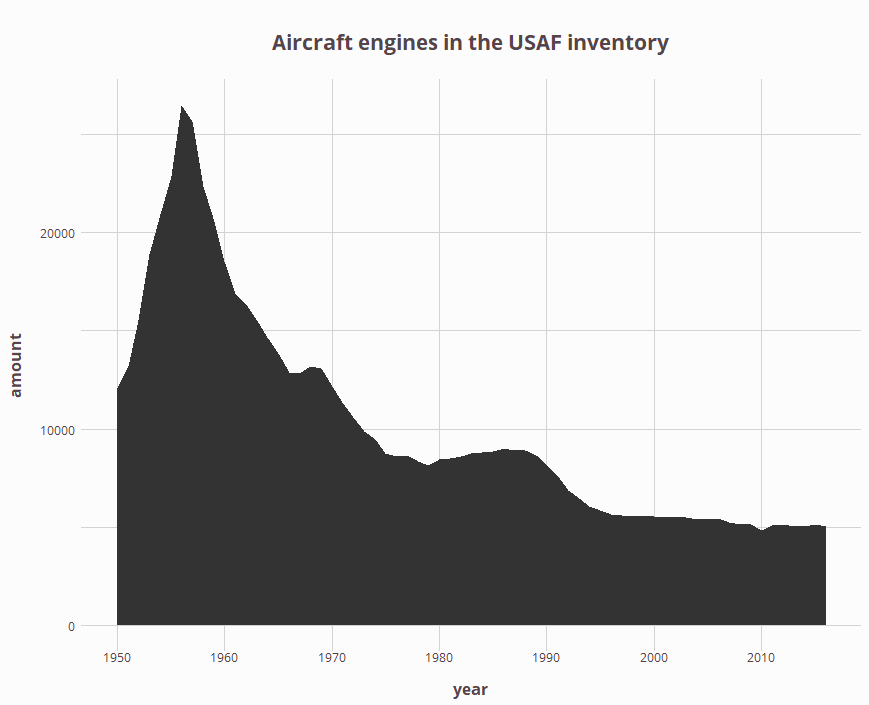 Aircraft engines in the USAF inventory
20000
10000
0
amount
1950 1960 1970 1980 1990 2000 2010
year